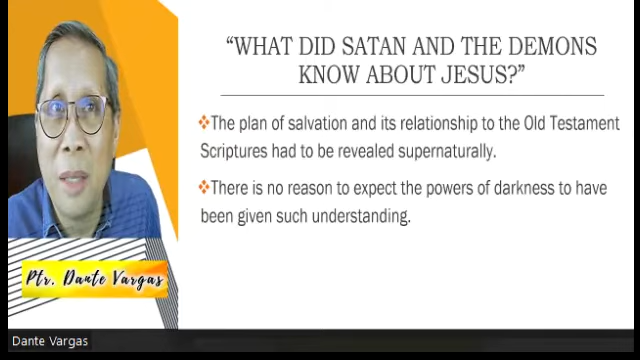 “WHAT DID SATAN AND THE DEMONS
KNOW ABOUT JESUS?”
❖The plan of salvation and its relationship to the Old Testament
Scriptures had to be revealed supernaturally.
❖There is no reason to expect the powers of darkness to have
been given such understanding.
Ptr. Dante Vargas
Dante Vargas